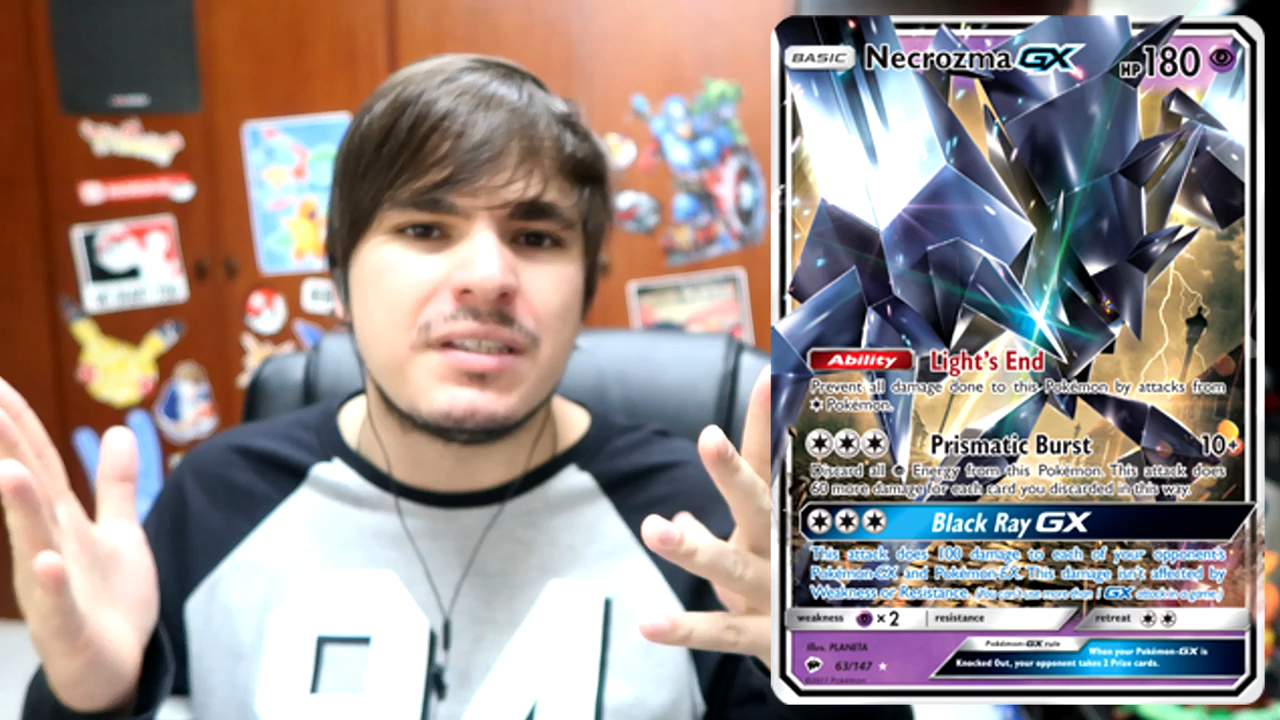 BASIC Necrozma GX HP180
Ability Light's End
Prevent all damage done to this Pokémon by attacks from
Pokémon.
Prismatic Burst 10+
Discard all Energy from this Pokémon. This attack does
60 more damage for each card you discarded in this way.
Black Ray GX
This attack does 100 damage to each of your opponent's
Pokémon-GX and Pokémon-EX. This damage isn't affected by
Weakness or Resistance. (You can't use more than 1 GX attack in a game.)
weakness ×2 resistance retreat
Illus. PLANETA
63/147
©2017 Pokémon
Pokémon-GX rule
When your Pokémon-GX is
Knocked Out, your opponent takes 2 Prize cards.
94